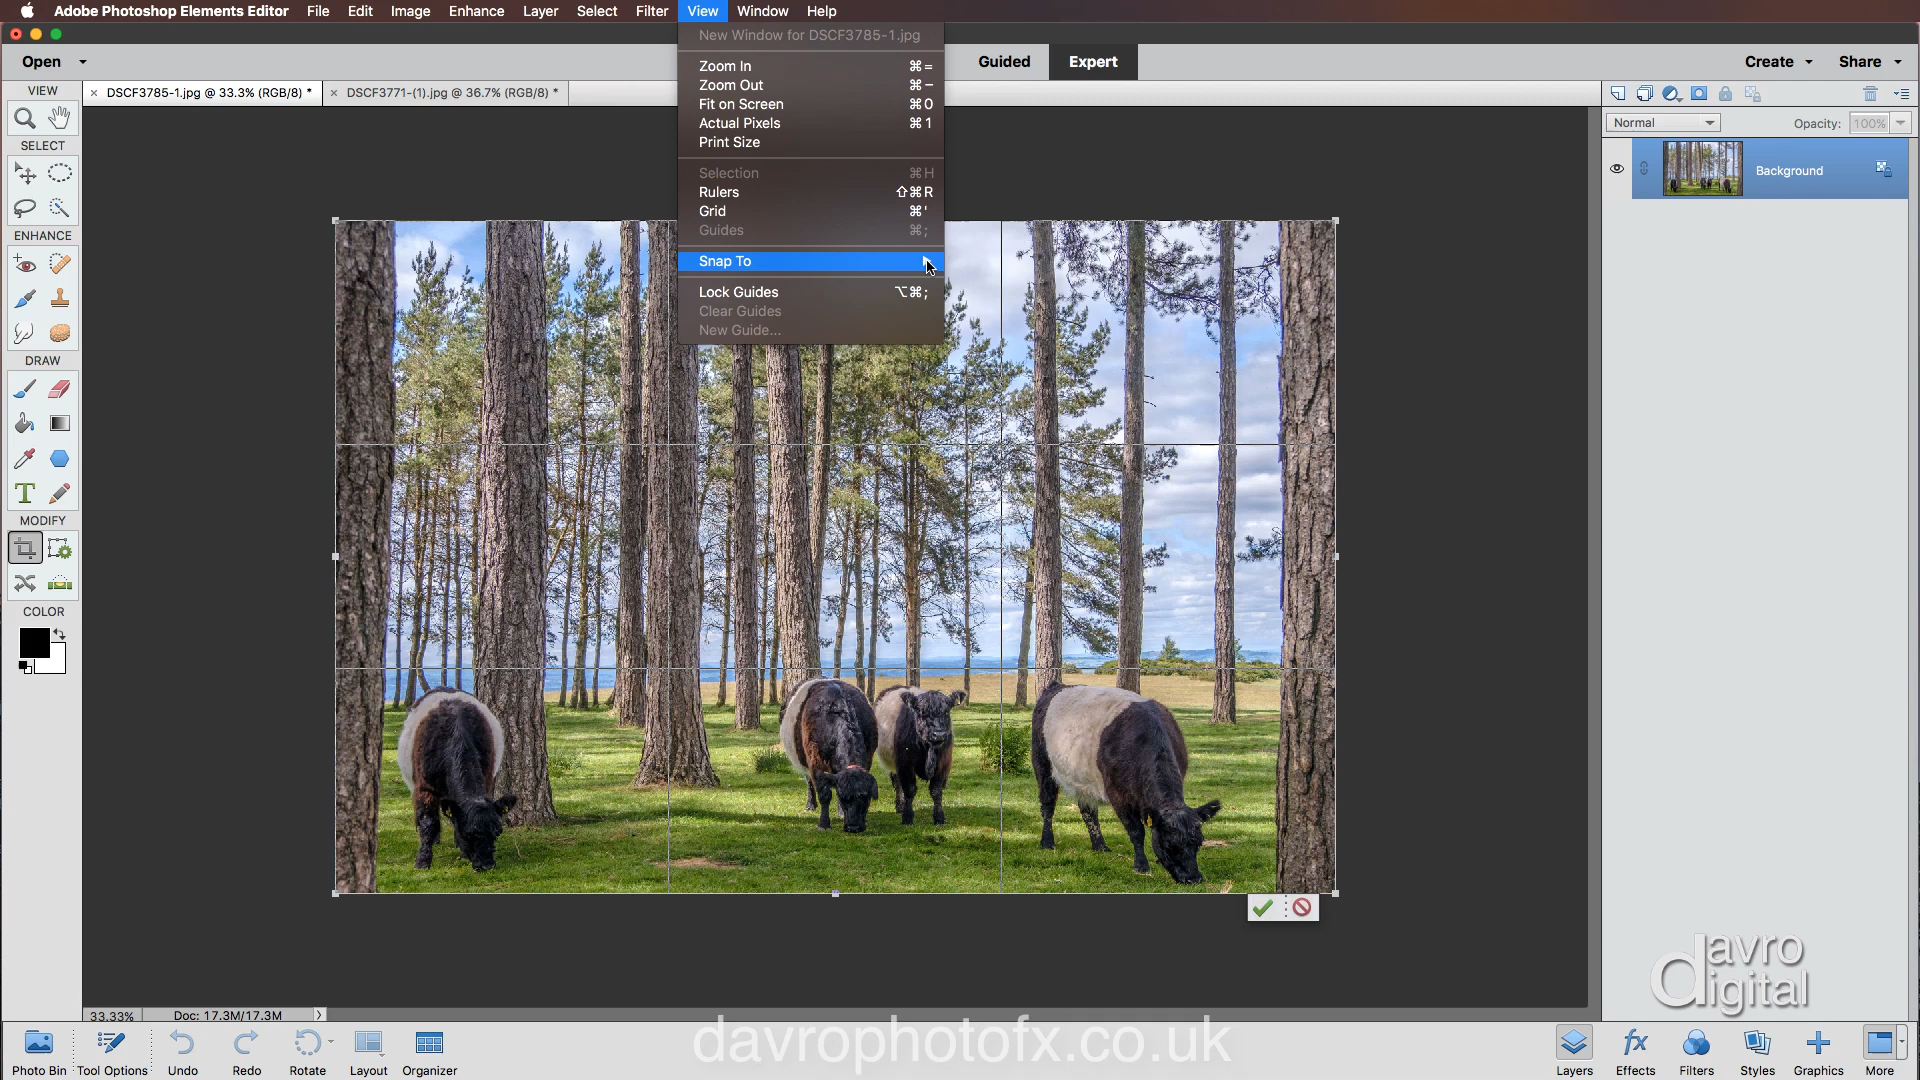 Adobe Photoshop Elements Editor File Edit Image Enhance Layer Select Filter View Window Help
New Window for DSCF3785-1.jpg
Open Guided Expert Create Share
Zoom In ⌘=
Zoom Out ⌘−
Fit on Screen ⌘0
Actual Pixels ⌘1
Print Size
Selection ⌘H
Rulers ⇧⌘R
Grid ⌘'
Guides ⌘;
Snap To
Lock Guides ⌥⌘;
Clear Guides
New Guide...
× DSCF3785-1.jpg @ 33.3% (RGB/8) *
× DSCF3771-(1).jpg @ 36.7% (RGB/8) *
VIEW
SELECT
ENHANCE
DRAW
T
MODIFY
COLOR
Normal Opacity: 100%
Background
33.33% Doc: 17.3M/17.3M
davro
digital
davrophotofx.co.uk
fx
Photo Bin Tool Options Undo Redo Rotate Layout Organizer Layers Effects Filters Styles Graphics More